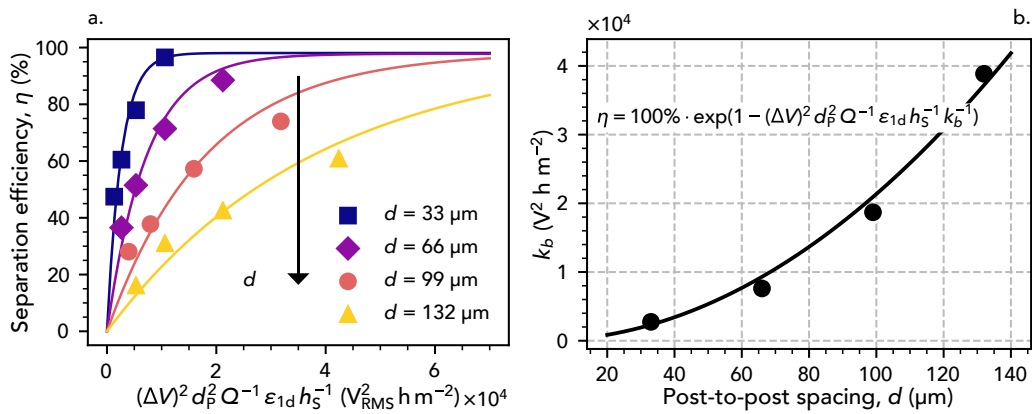 a.
Separation efficiency, η (%)
100
80
60
40
20
0
d = 33 µm
d = 66 µm
d = 99 µm
d = 132 µm
d
0 2 4 6
(ΔV)² d_P² Q⁻¹ ε_1d h_S⁻¹ (V²_RMS h m⁻²) ×10⁴
b.
×10⁴
k_b (V² h m⁻²)
4
3
2
1
0
η = 100% · exp(1 − (ΔV)² d_P² Q⁻¹ ε_1d h_S⁻¹ k_b⁻¹)
20 40 60 80 100 120 140
Post-to-post spacing, d (µm)